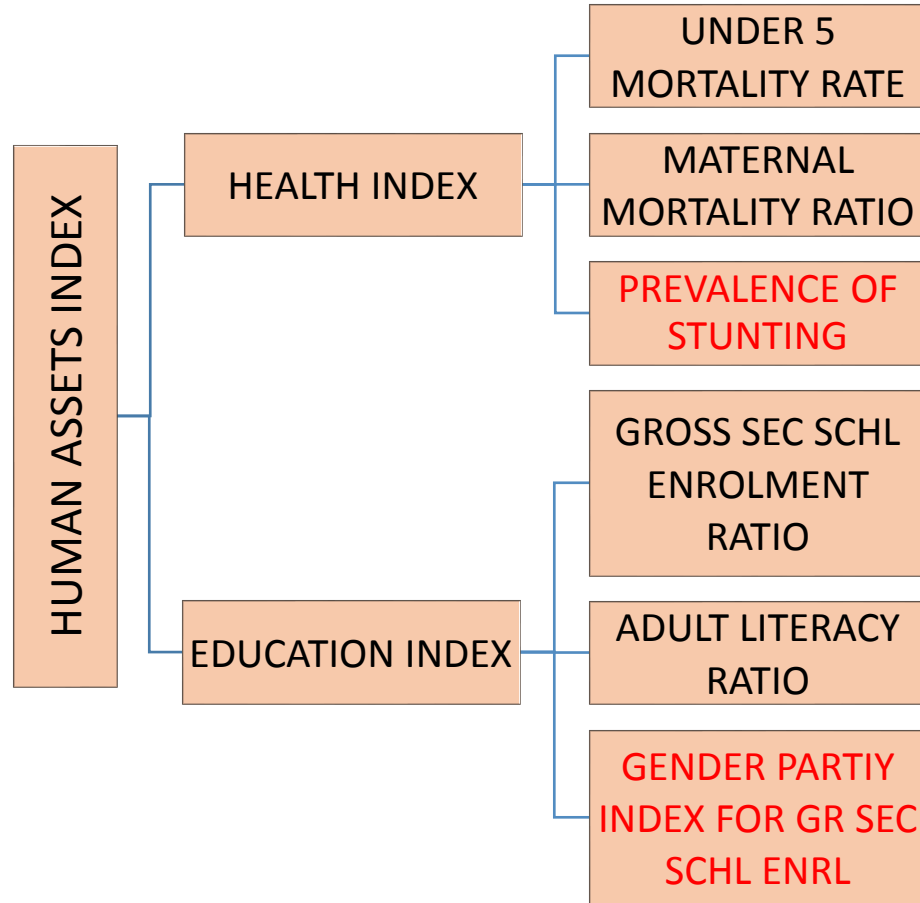 HUMAN ASSETS INDEX
HEALTH INDEX
UNDER 5
MORTALITY RATE
MATERNAL
MORTALITY RATIO
PREVALENCE OF
STUNTING
EDUCATION INDEX
GROSS SEC SCHL
ENROLMENT
RATIO
ADULT LITERACY
RATIO
GENDER PARTIY
INDEX FOR GR SEC
SCHL ENRL